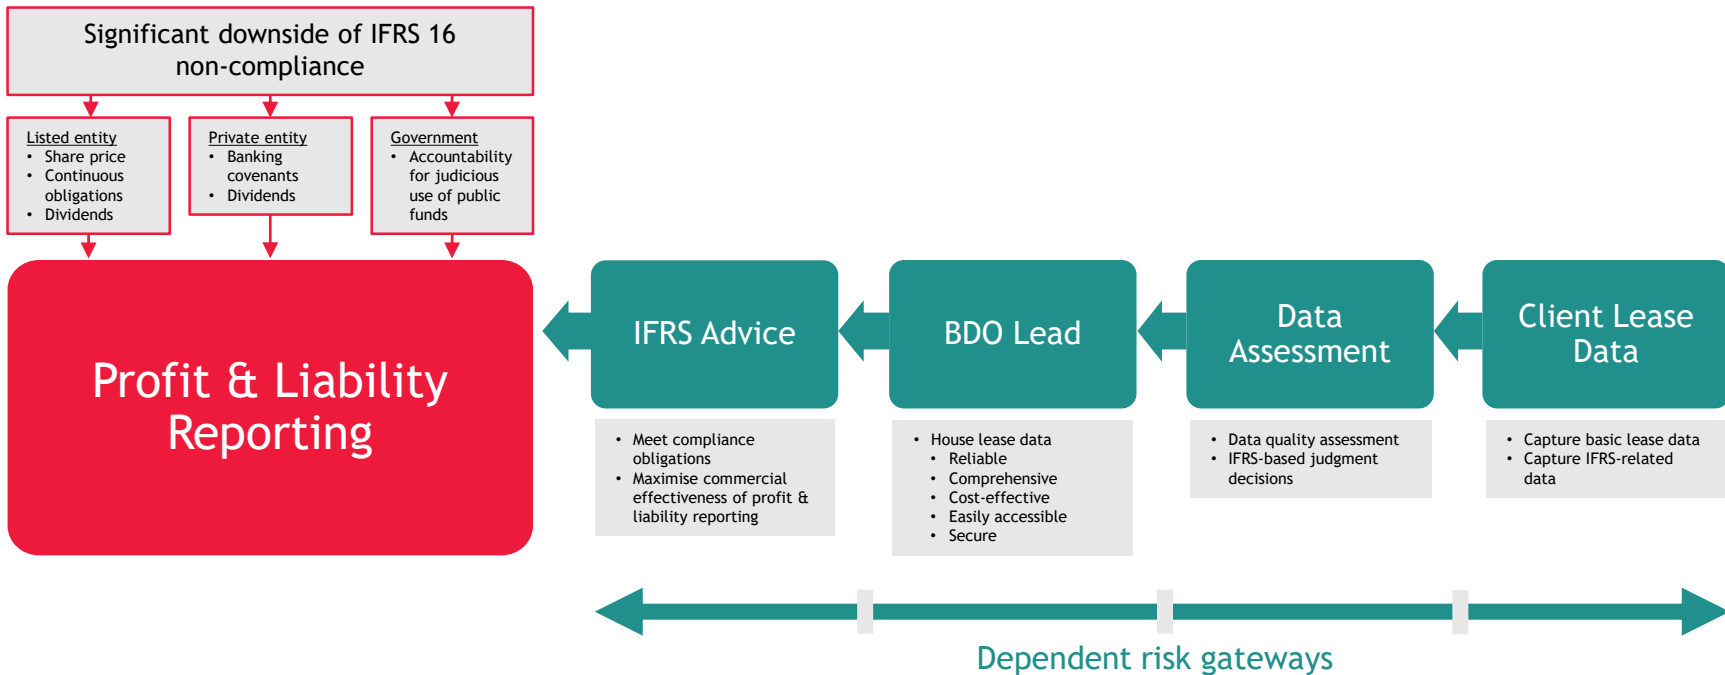 Significant downside of IFRS 16
non-compliance
Listed entity
• Share price
• Continuous
obligations
• Dividends
Private entity
• Banking
covenants
• Dividends
Government
• Accountability
for judicious
use of public
funds
Profit & Liability
Reporting
IFRS Advice
• Meet compliance
obligations
• Maximise commercial
effectiveness of profit &
liability reporting
BDO Lead
• House lease data
• Reliable
• Comprehensive
• Cost-effective
• Easily accessible
• Secure
Data
Assessment
• Data quality assessment
• IFRS-based judgment
decisions
Client Lease
Data
• Capture basic lease data
• Capture IFRS-related
data
Dependent risk gateways